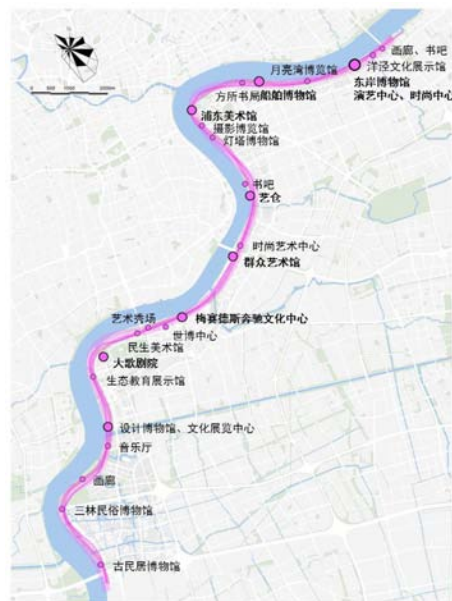 画廊、书吧
洋泾文化展示馆
月亮湾博览馆
东岸博物馆
方所书局
船舶博物馆
演艺中心、时尚中心
浦东美术馆
摄影博览馆
灯塔博物馆
书吧
艺仓
时尚艺术中心
群众艺术馆
艺术秀场
梅赛德斯奔驰文化中心
世博中心
民生美术馆
大歌剧院
生态教育展示馆
设计博物馆、文化展览中心
音乐厅
画廊
三林民俗博物馆
古民居博物馆